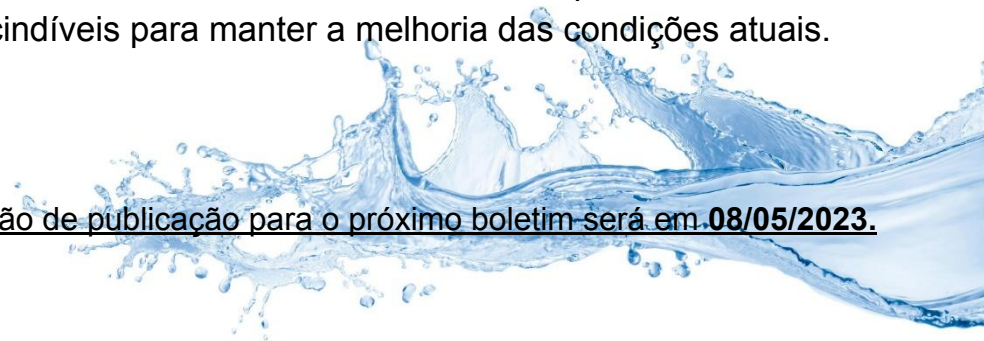 cindíveis para manter a melhoria das condições atuais.
ão de publicação para o próximo boletim será em 08/05/2023.